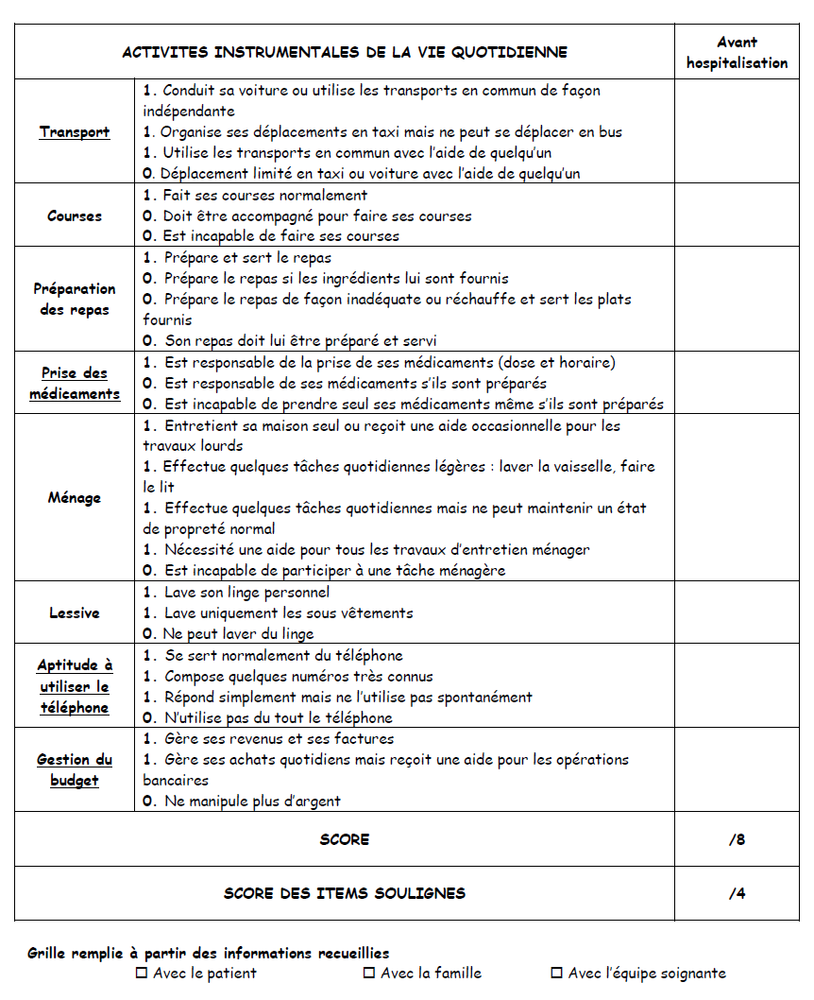 ACTIVITES INSTRUMENTALES DE LA VIE QUOTIDIENNE
Avant
hospitalisation
Transport
1. Conduit sa voiture ou utilise les transports en commun de façon
indépendante
1. Organise ses déplacements en taxi mais ne peut se déplacer en bus
1. Utilise les transports en commun avec l'aide de quelqu'un
0. Déplacement limité en taxi ou voiture avec l'aide de quelqu'un
Courses
1. Fait ses courses normalement
0. Doit être accompagné pour faire ses courses
0. Est incapable de faire ses courses
Préparation
des repas
1. Prépare et sert le repas
0. Prépare le repas si les ingrédients lui sont fournis
0. Prépare le repas de façon inadéquate ou réchauffe et sert les plats
fournis
0. Son repas doit lui être préparé et servi
Prise des
médicaments
1. Est responsable de la prise de ses médicaments (dose et horaire)
0. Est responsable de ses médicaments s'ils sont préparés
0. Est incapable de prendre seul ses médicaments même s'ils sont préparés
Ménage
1. Entretient sa maison seul ou reçoit une aide occasionnelle pour les
travaux lourds
1. Effectue quelques tâches quotidiennes légères : laver la vaisselle, faire
le lit
1. Effectue quelques tâches quotidiennes mais ne peut maintenir un état
de propreté normal
1. Nécessité une aide pour tous les travaux d'entretien ménager
0. Est incapable de participer à une tâche ménagère
Lessive
1. Lave son linge personnel
1. Lave uniquement les sous vêtements
0. Ne peut laver du linge
Aptitude à
utiliser le
téléphone
1. Se sert normalement du téléphone
1. Compose quelques numéros très connus
1. Répond simplement mais ne l'utilise pas spontanément
0. N'utilise pas du tout le téléphone
Gestion du
budget
1. Gère ses revenus et ses factures
1. Gère ses achats quotidiens mais reçoit une aide pour les opérations
bancaires
0. Ne manipule plus d'argent
SCORE
/8
SCORE DES ITEMS SOULIGNES
/4
Grille remplie à partir des informations recueillies
☐ Avec le patient ☐ Avec la famille ☐ Avec l'équipe soignante